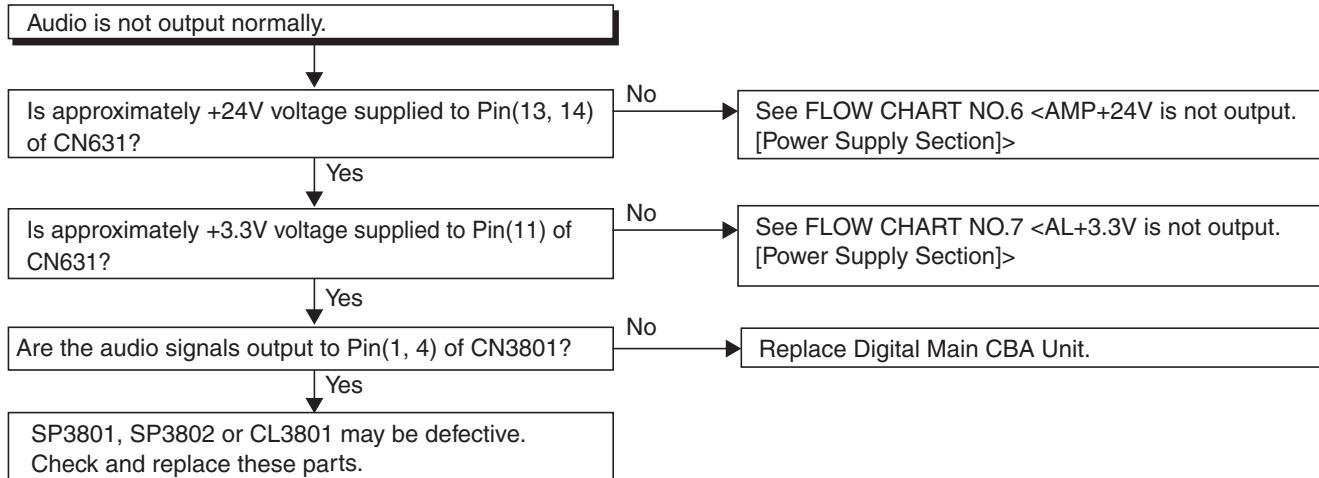 Audio is not output normally.
Is approximately +24V voltage supplied to Pin(13, 14)
of CN631?
No
See FLOW CHART NO.6 <AMP+24V is not output.
[Power Supply Section]>
Yes
Is approximately +3.3V voltage supplied to Pin(11) of
CN631?
No
See FLOW CHART NO.7 <AL+3.3V is not output.
[Power Supply Section]>
Yes
Are the audio signals output to Pin(1, 4) of CN3801?
No
Replace Digital Main CBA Unit.
Yes
SP3801, SP3802 or CL3801 may be defective.
Check and replace these parts.